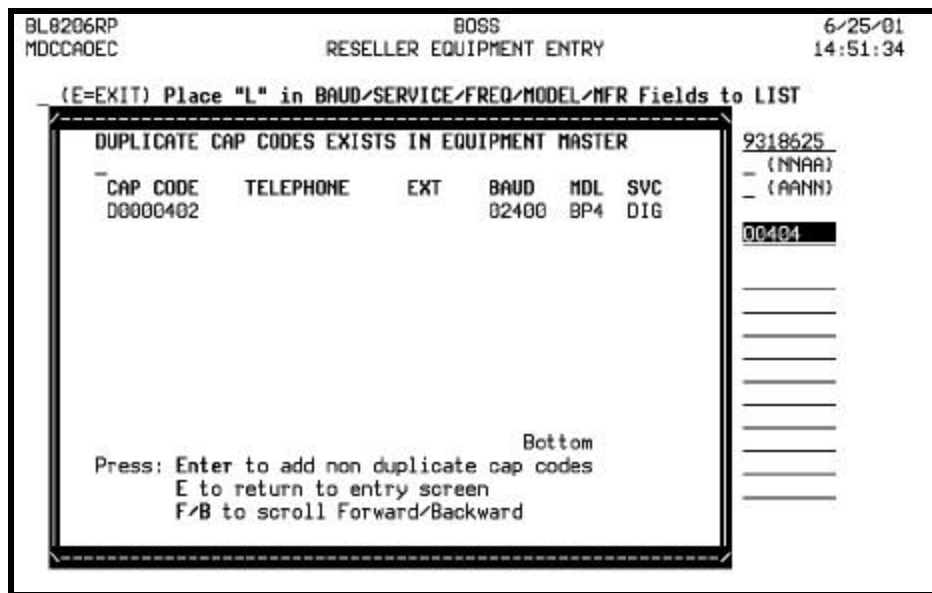 BL8206RP BOSS 6/25/01
MDCCAOEC RESELLER EQUIPMENT ENTRY 14:51:34
_ (E=EXIT) Place "L" in BAUD/SERVICE/FREQ/MODEL/MFR Fields to LIST
DUPLICATE CAP CODES EXISTS IN EQUIPMENT MASTER 9318625
_ _ (NNAA)
CAP CODE TELEPHONE EXT BAUD MDL SVC _ (AANN)
D0000402 02400 BP4 DIG
00404
Bottom
Press: Enter to add non duplicate cap codes
E to return to entry screen
F/B to scroll Forward/Backward